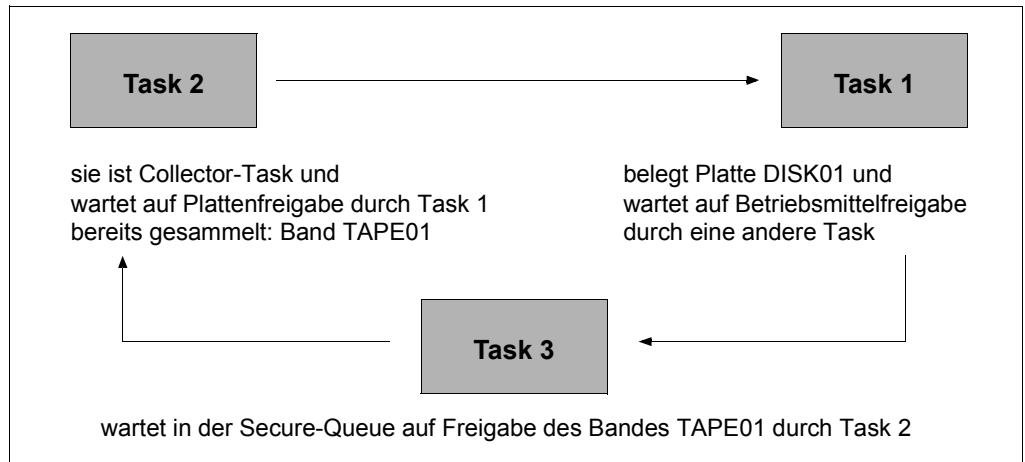 Task 2
Task 1
sie ist Collector-Task und
wartet auf Plattenfreigabe durch Task 1
bereits gesammelt: Band TAPE01
belegt Platte DISK01 und
wartet auf Betriebsmittelfreigabe
durch eine andere Task
Task 3
wartet in der Secure-Queue auf Freigabe des Bandes TAPE01 durch Task 2